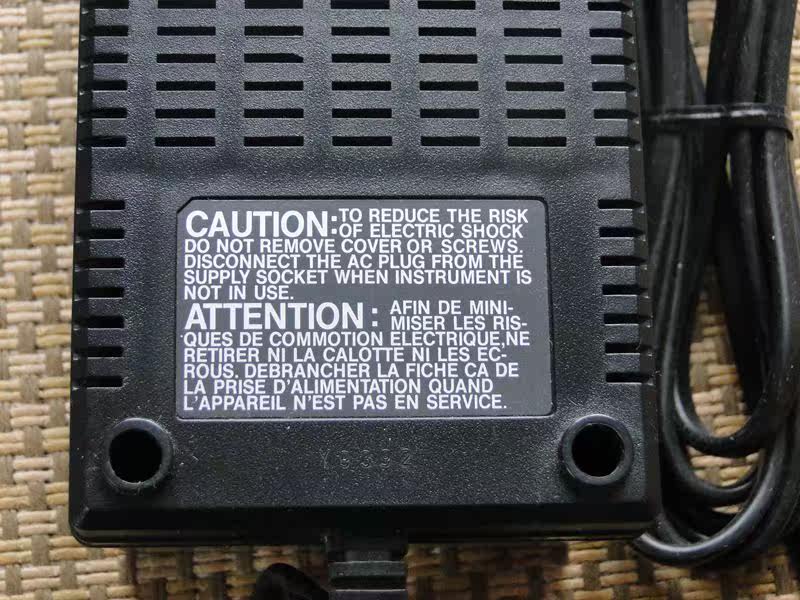 CAUTION: TO REDUCE THE RISK
OF ELECTRIC SHOCK
DO NOT REMOVE COVER OR SCREWS.
DISCONNECT THE AC PLUG FROM THE
SUPPLY SOCKET WHEN INSTRUMENT IS
NOT IN USE.
ATTENTION: AFIN DE MINI-
MISER LES RIS-
QUES DE COMMOTION ELECTRIQUE,NE
RETIRER NI LA CALOTTE NI LES EC-
ROUS. DEBRANCHER LA FICHE CA DE
LA PRISE D'ALIMENTATION QUAND
L'APPAREIL N'EST PAS EN SERVICE.